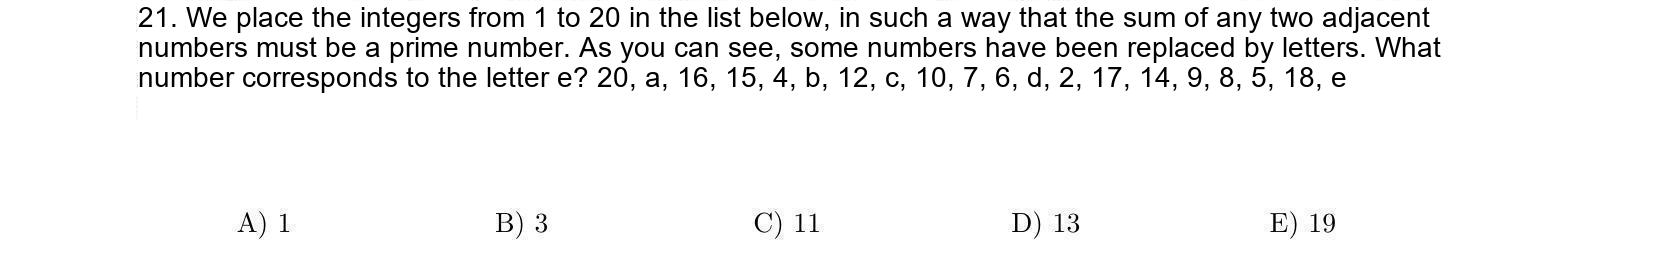 21. We place the integers from 1 to 20 in the list below, in such a way that the sum of any two adjacent
numbers must be a prime number. As you can see, some numbers have been replaced by letters. What
number corresponds to the letter e? 20, a, 16, 15, 4, b, 12, c, 10, 7, 6, d, 2, 17, 14, 9, 8, 5, 18, e
A) 1 B) 3 C) 11 D) 13 E) 19